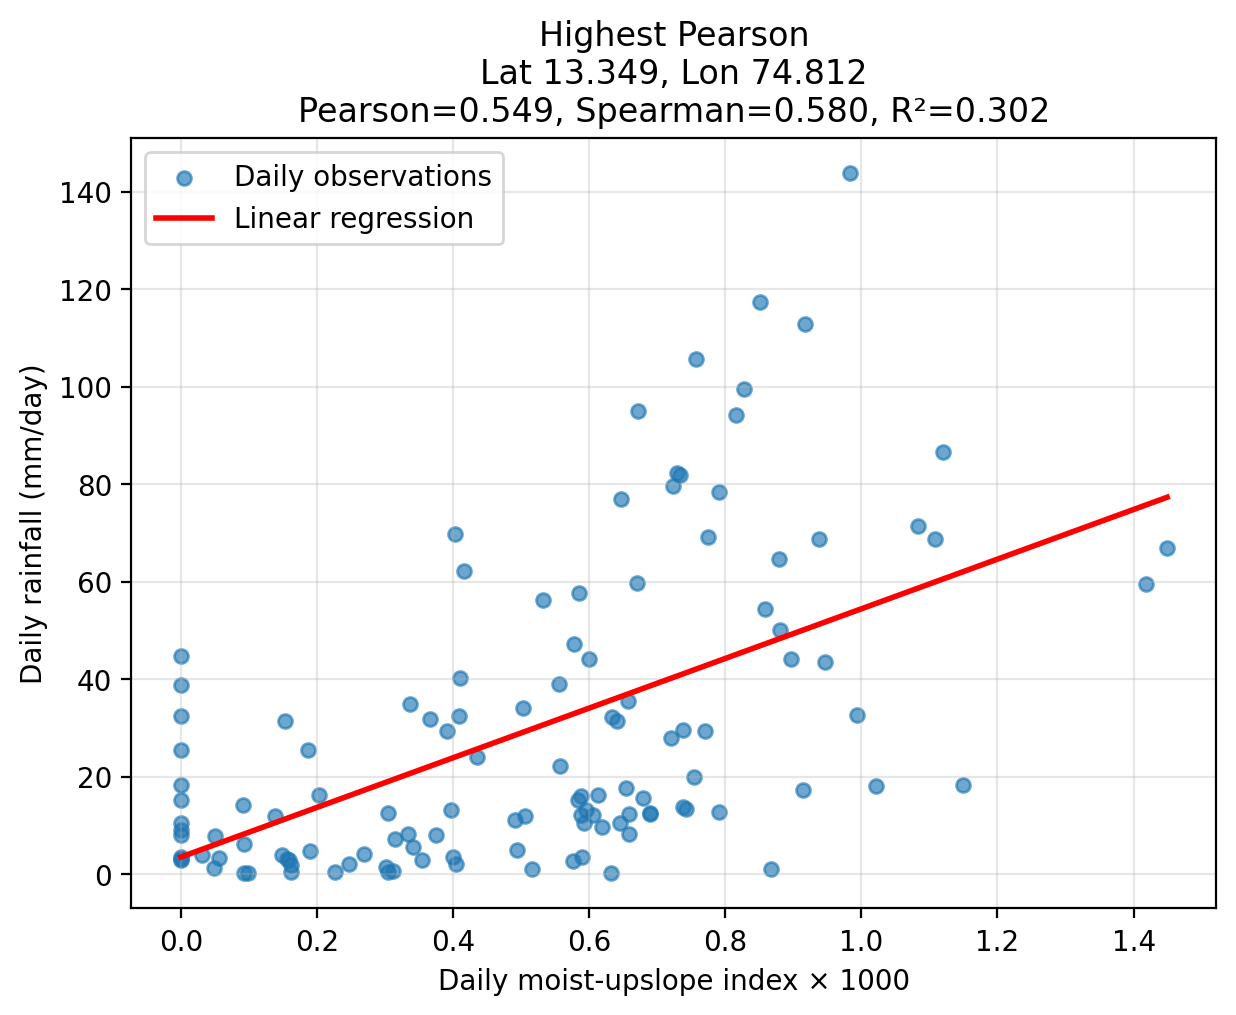 Highest Pearson
Lat 13.349, Lon 74.812
Pearson=0.549, Spearman=0.580, R²=0.302
Daily observations
Linear regression
Daily rainfall (mm/day)
140
120
100
80
60
40
20
0
0.0 0.2 0.4 0.6 0.8 1.0 1.2 1.4
Daily moist-upslope index × 1000